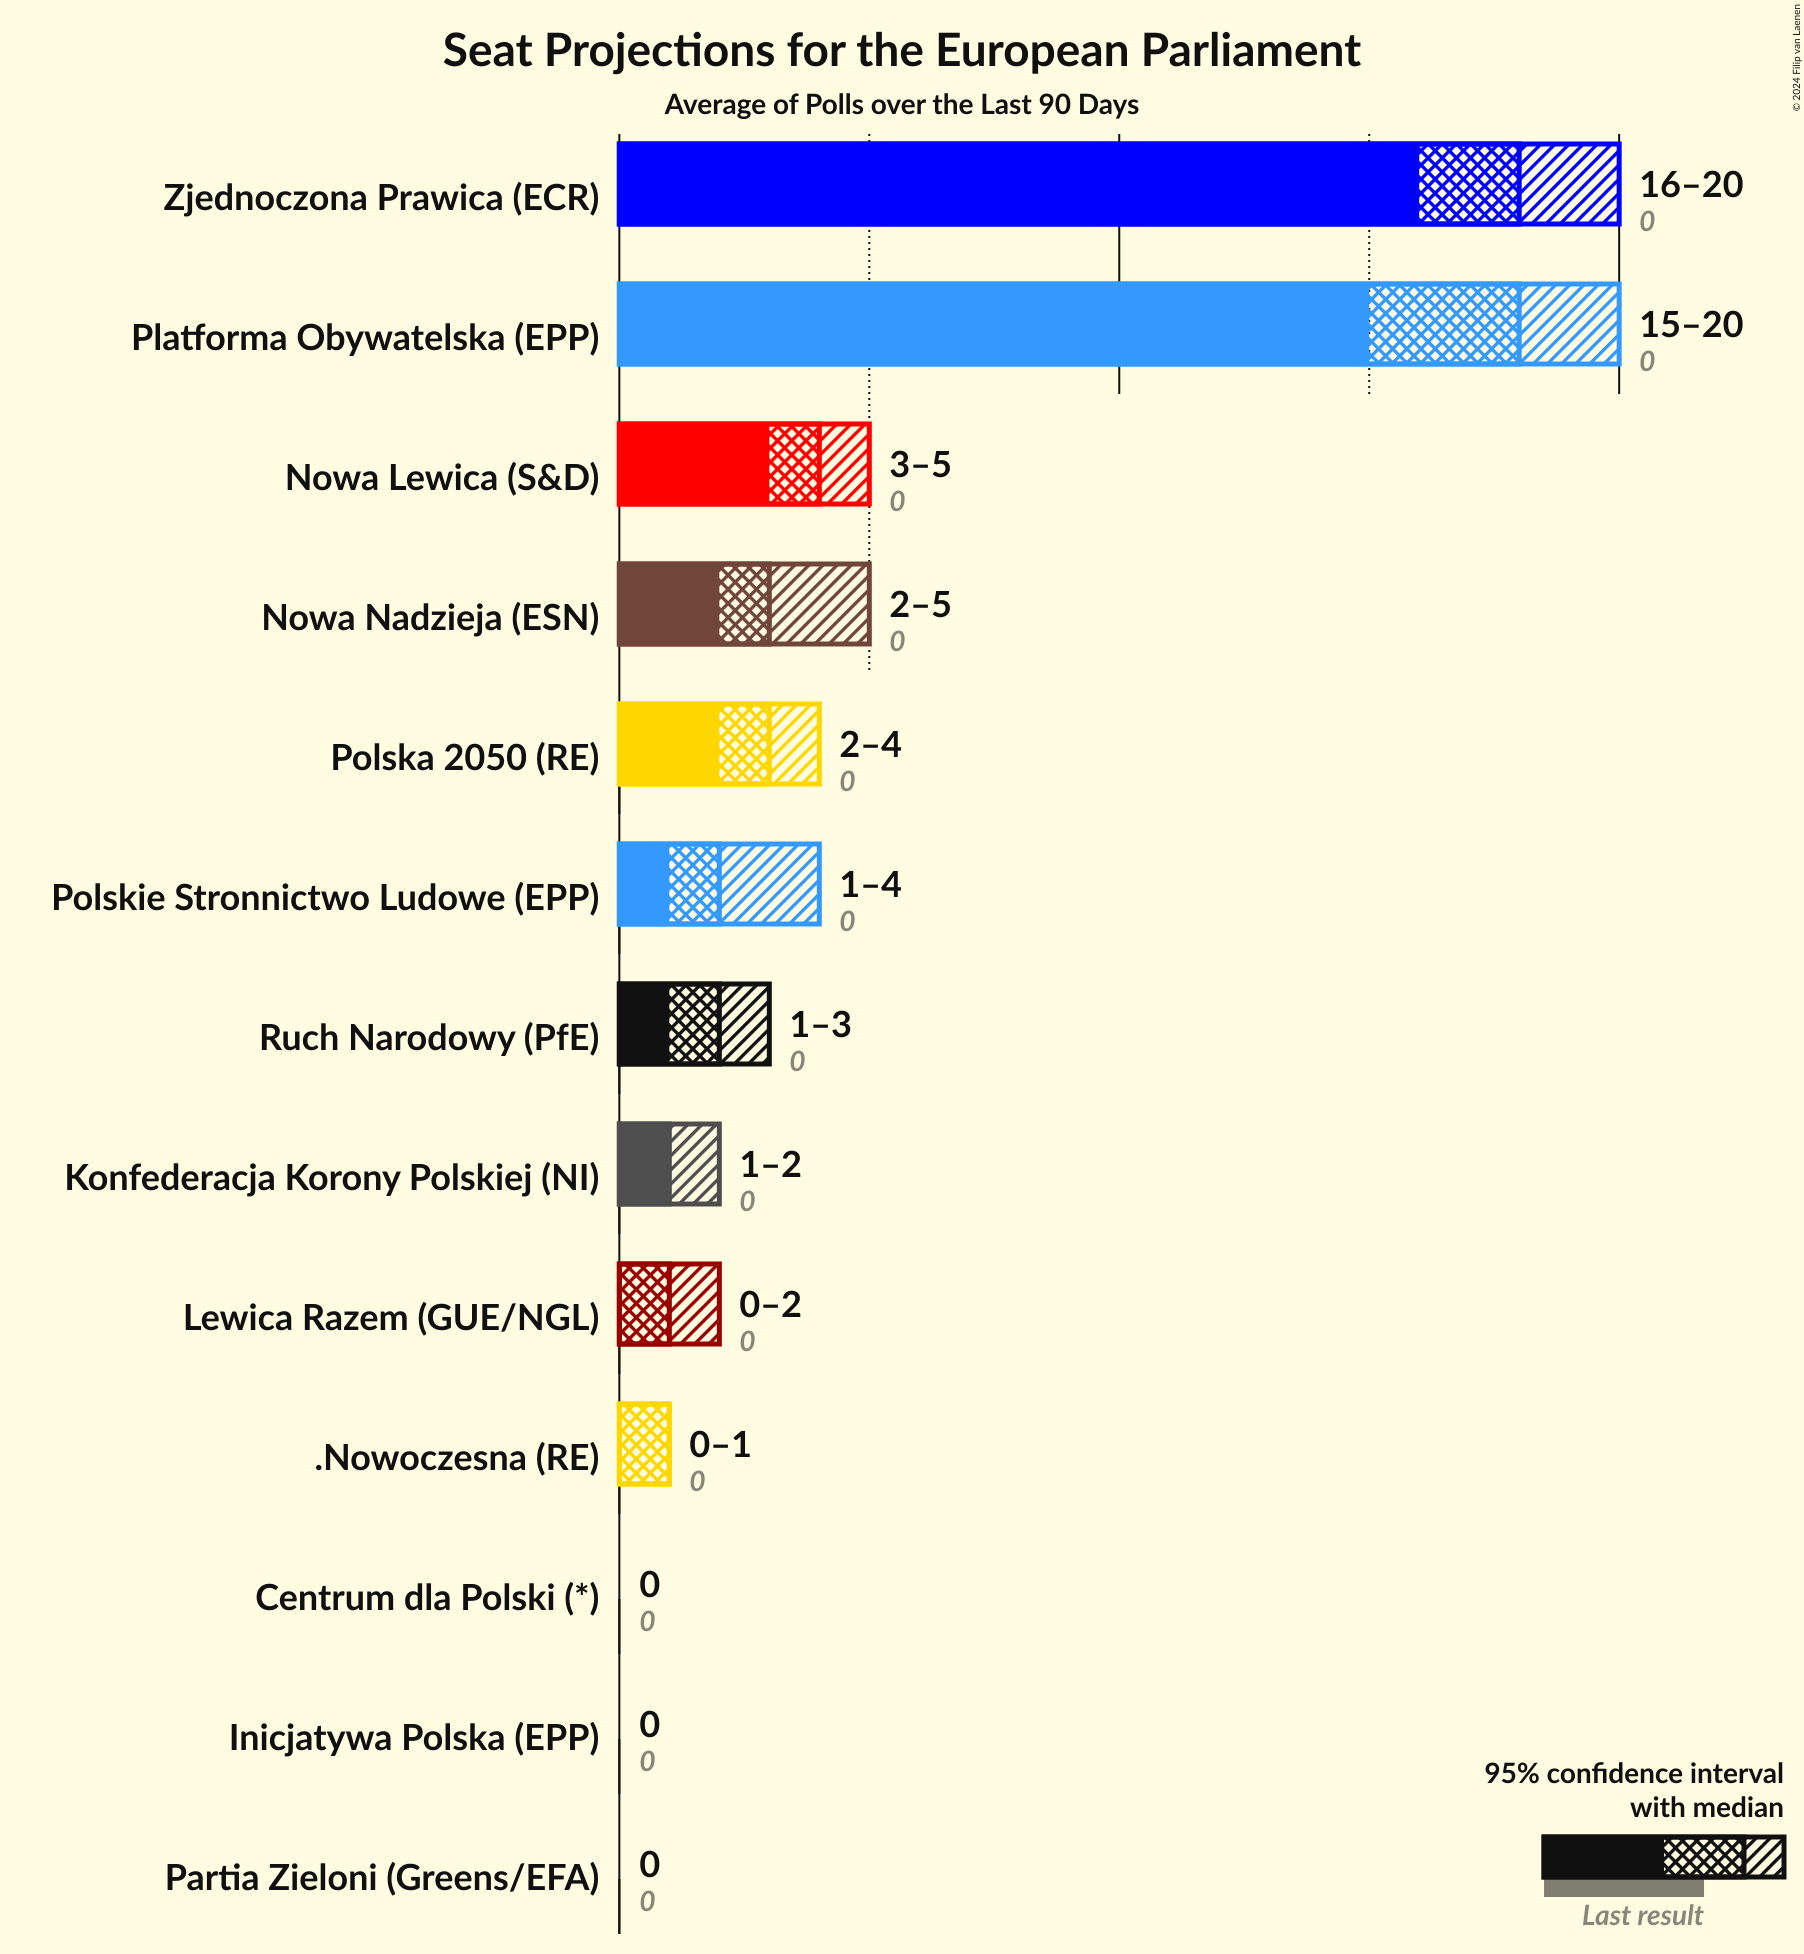 Seat Projections for the European Parliament
Average of Polls over the Last 90 Days
© 2024 Filip van Laenen
Zjednoczona Prawica (ECR)
16–20
0
Platforma Obywatelska (EPP)
15–20
0
Nowa Lewica (S&D)
3–5
0
Nowa Nadzieja (ESN)
2–5
0
Polska 2050 (RE)
2–4
0
Polskie Stronnictwo Ludowe (EPP)
1–4
0
Ruch Narodowy (PfE)
1–3
0
Konfederacja Korony Polskiej (NI)
1–2
0
Lewica Razem (GUE/NGL)
0–2
0
.Nowoczesna (RE)
0–1
0
Centrum dla Polski (*)
0
0
Inicjatywa Polska (EPP)
0
0
Partia Zieloni (Greens/EFA)
0
0
95% confidence interval
with median
Last result